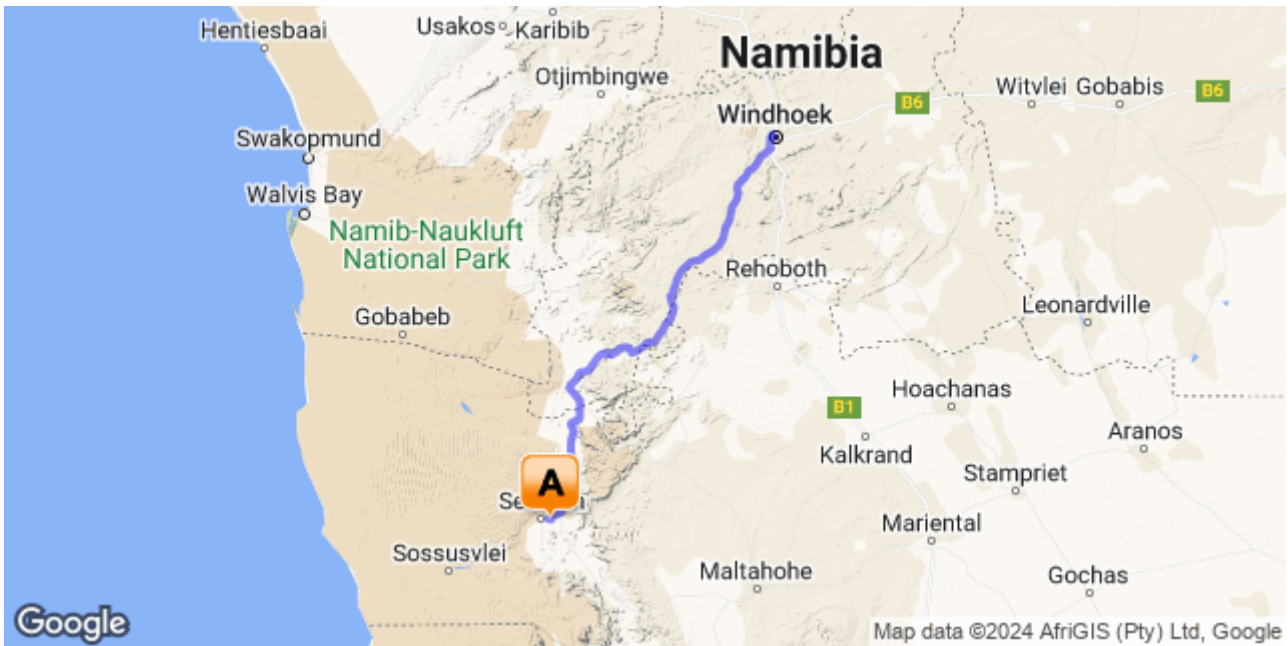 Hentiesbaai
Usakos
Karibib
Otjimbingwe
Namibia
Windhoek
B6
Witvlei
Gobabis
B6
Swakopmund
Walvis Bay
Namib-Naukluft
National Park
Rehoboth
Gobabeb
Leonardville
Hoachanas
B1
Kalkrand
Aranos
Stampriet
A
Mariental
Sossusvlei
Maltahohe
Gochas
Google
Map data ©2024 AfriGIS (Pty) Ltd, Google